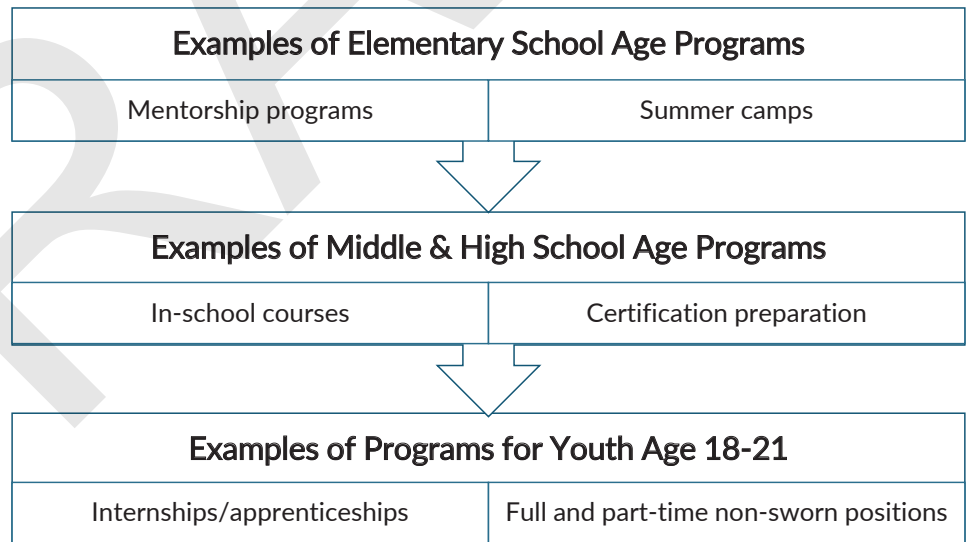 Examples of Elementary School Age Programs
Mentorship programs
Summer camps
Examples of Middle & High School Age Programs
In-school courses
Certification preparation
Examples of Programs for Youth Age 18-21
Internships/apprenticeships
Full and part-time non-sworn positions